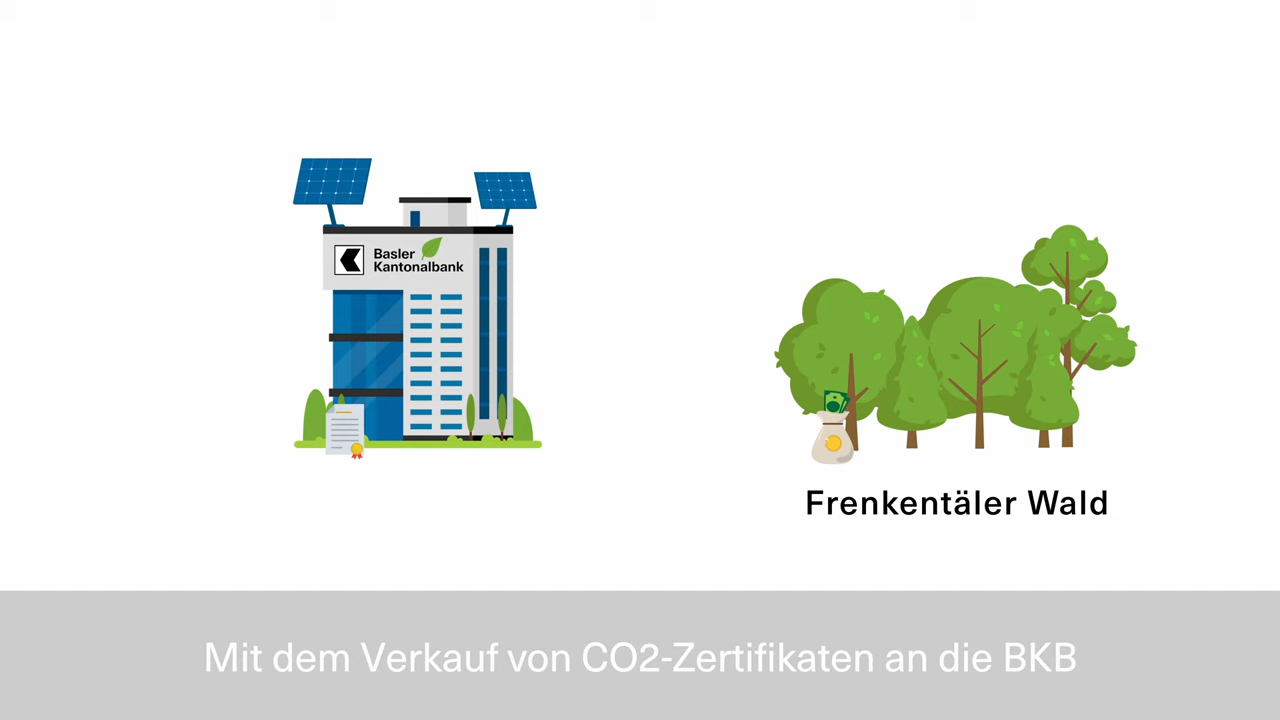 Basler
Kantonalbank
Frenkentäler Wald
Mit dem Verkauf von CO2-Zertifikaten an die BKB